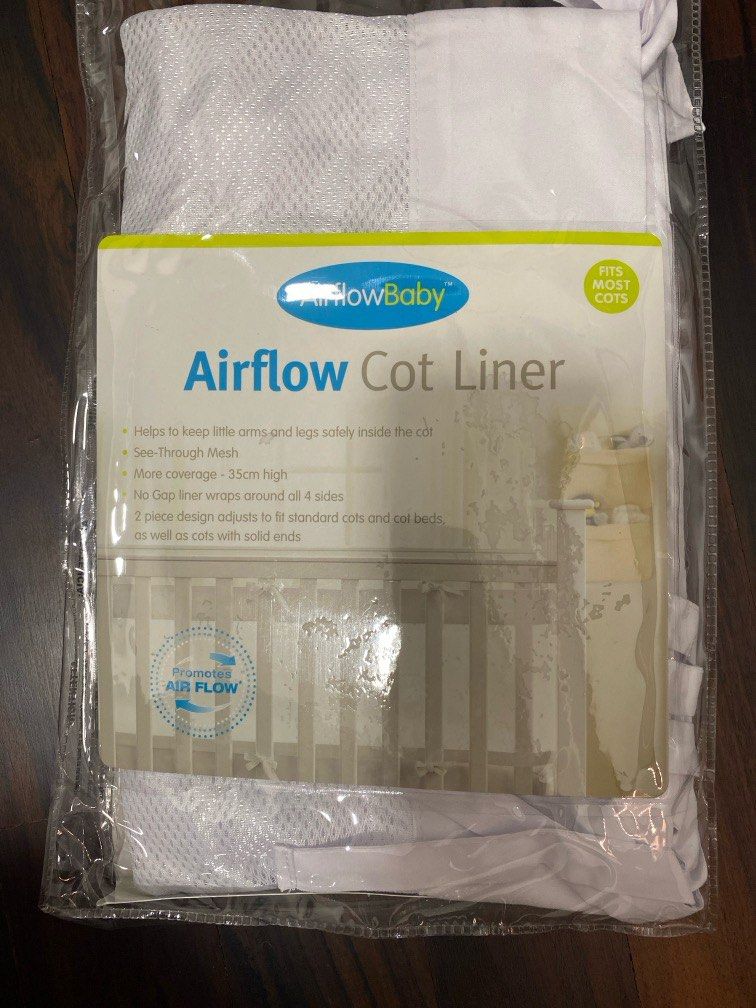 AirflowBaby™
FITS
MOST
COTS
Airflow Cot Liner
• Helps to keep little arms and legs safely inside the cot
• See-Through Mesh
• More coverage - 35cm high
• No Gap liner wraps around all 4 sides
2 piece design adjusts to fit standard cots and cot beds,
as well as cots with solid ends
Promotes
AIR FLOW